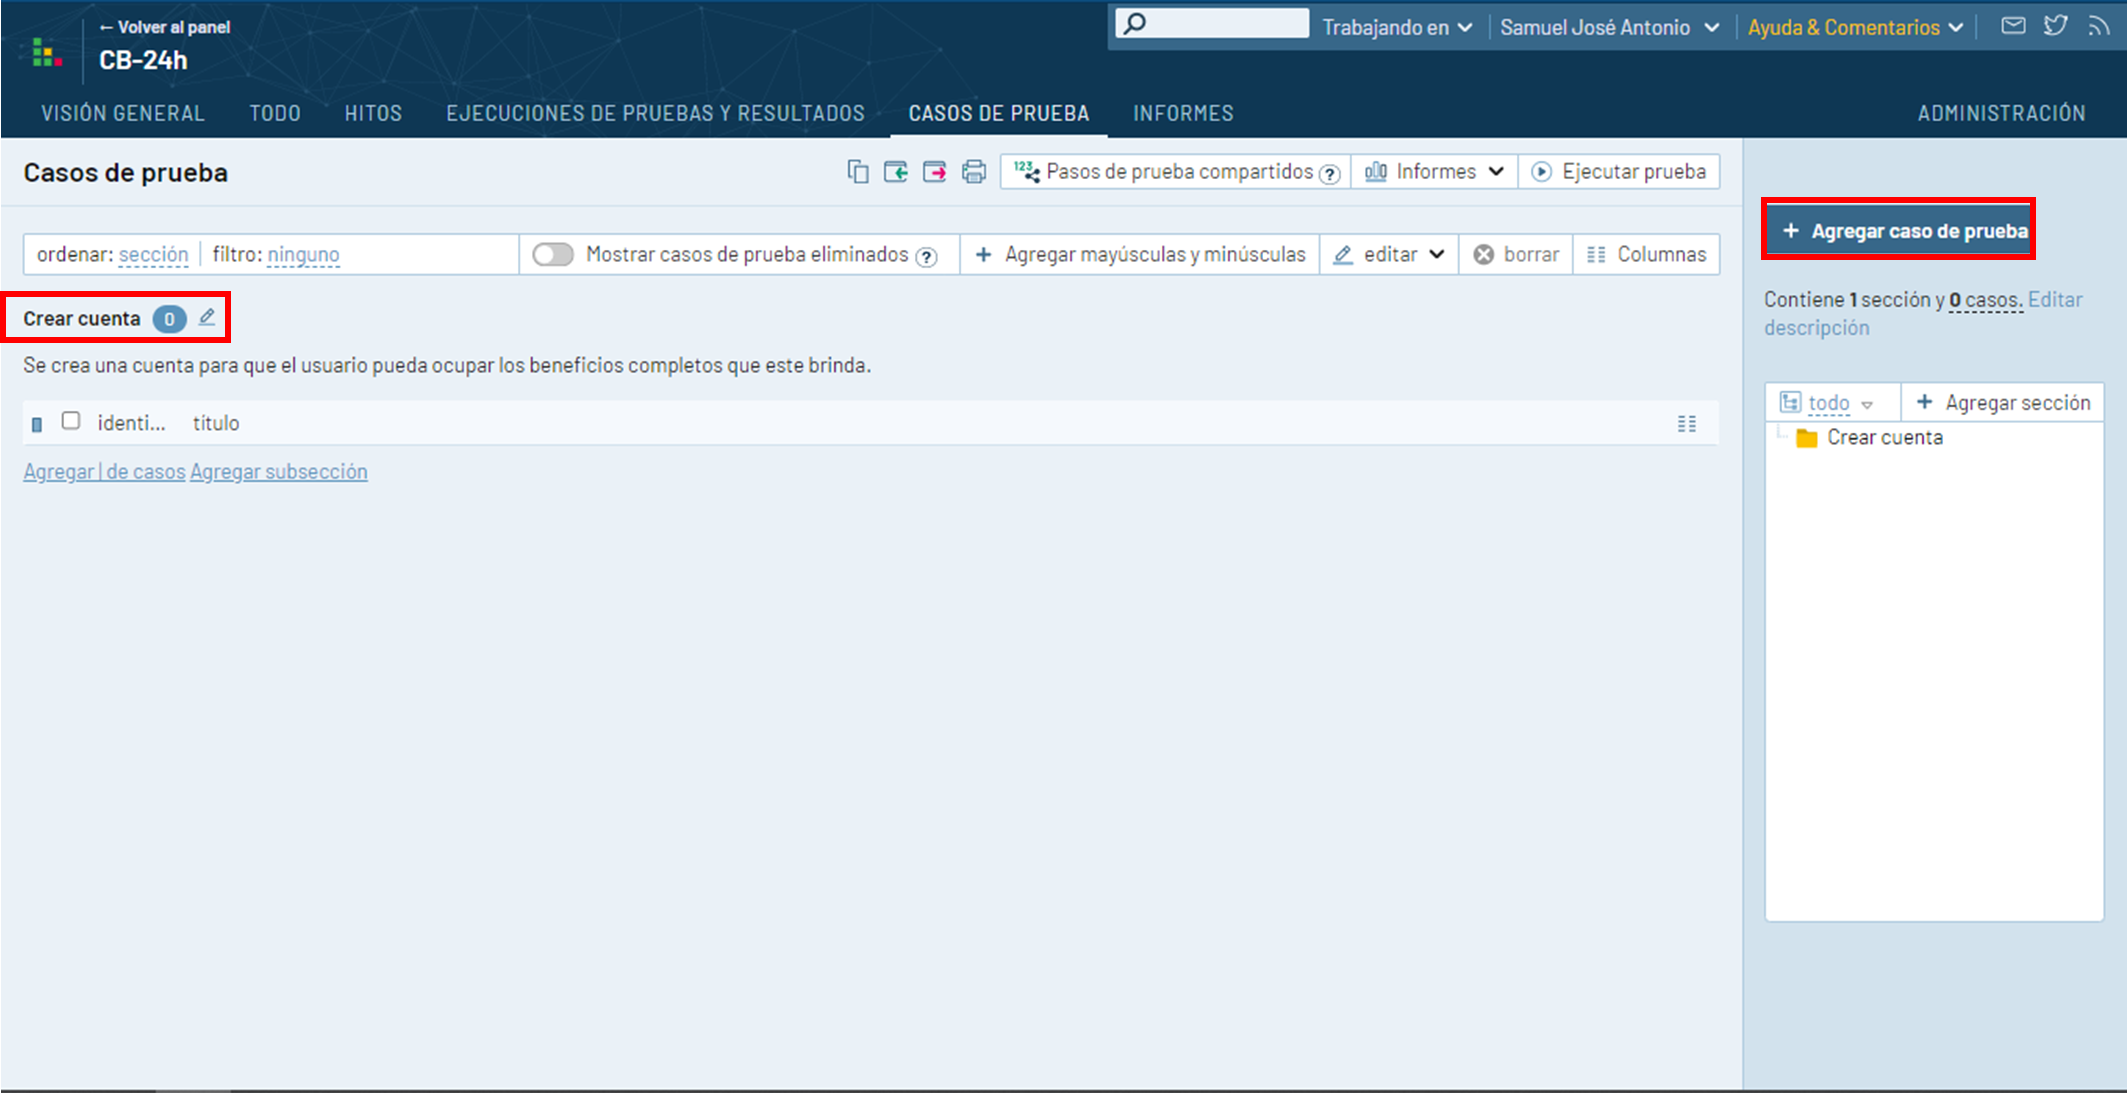 ← Volver al panel
CB-24h
Trabajando en
Samuel José Antonio
Ayuda & Comentarios
VISIÓN GENERAL
TODO
HITOS
EJECUCIONES DE PRUEBAS Y RESULTADOS
CASOS DE PRUEBA
INFORMES
ADMINISTRACIÓN
Casos de prueba
123 Pasos de prueba compartidos ?
Informes
Ejecutar prueba
+ Agregar caso de prueba
ordenar: sección
filtro: ninguno
Mostrar casos de prueba eliminados ?
+ Agregar mayúsculas y minúsculas
editar
borrar
Columnas
Crear cuenta 0
Contiene 1 sección y 0 casos. Editar
descripción
Se crea una cuenta para que el usuario pueda ocupar los beneficios completos que este brinda.
todo
+ Agregar sección
Crear cuenta
identi...
título
Agregar | de casos Agregar subsección